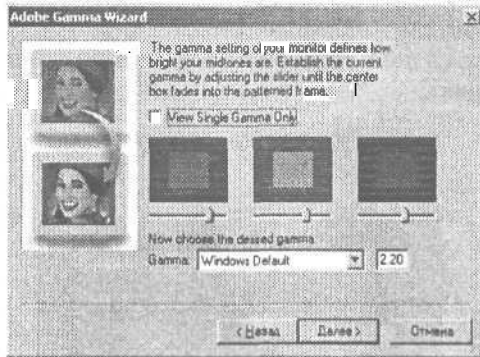 Adobe Gamma Wizard
The gamma setting of your monitor defines how
bright your midtones are. Establish the current
gamma by adjusting the slider until the center
box fades into the patterned frame.
View Single Gamma Only
Now choose the desired gamma
Gamma: Windows Default 2.20
< Назад Далее > Отмена